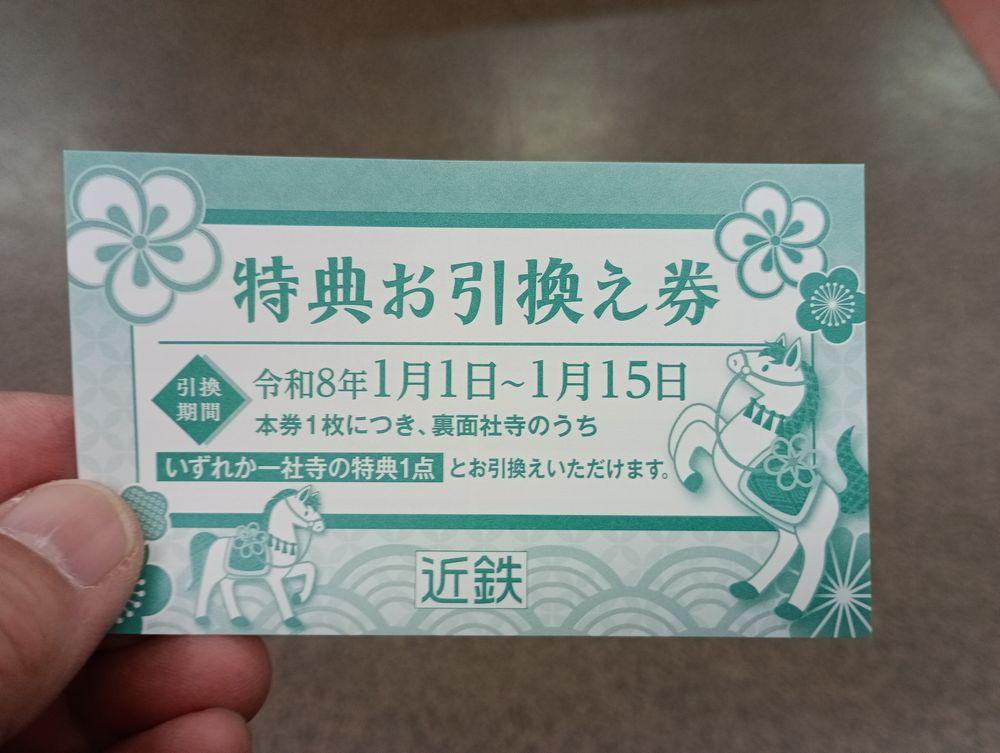 特典お引換え券
引換
期間
令和8年1月1日~1月15日
本券1枚につき、裏面社寺のうち
いずれか一社寺の特典1点 とお引換えいただけます。
近鉄